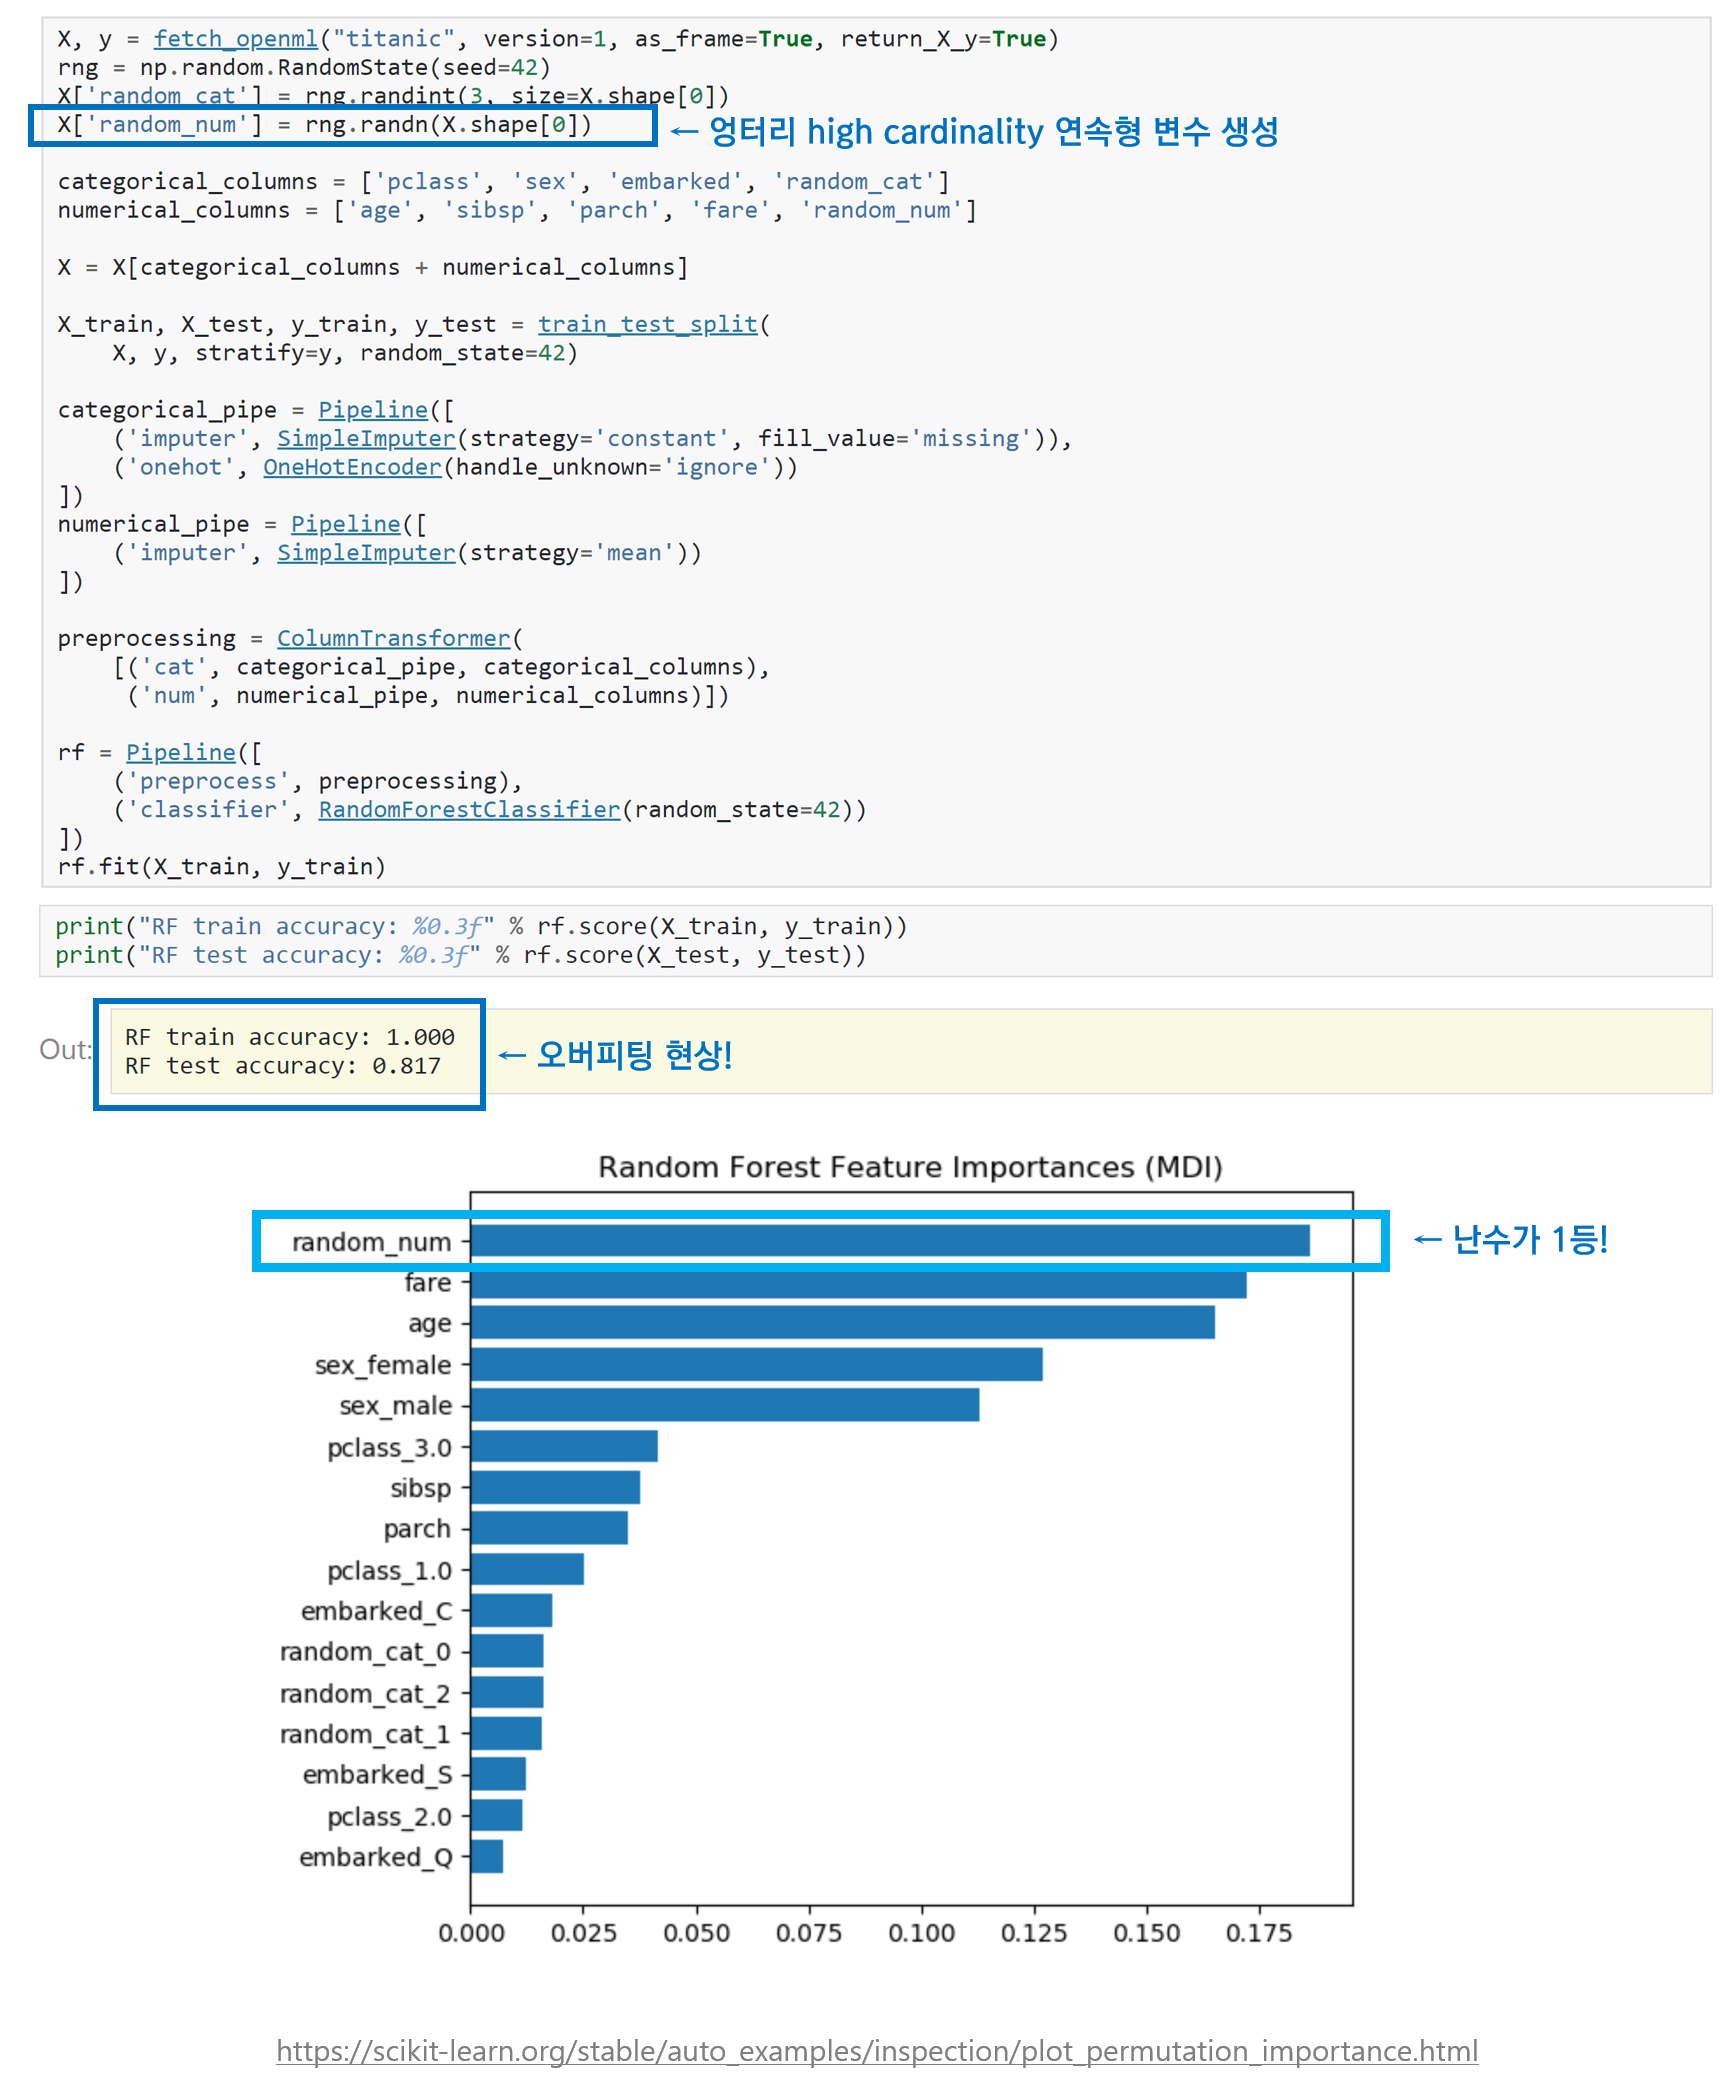 X, y = fetch_openml("titanic", version=1, as_frame=True, return_X_y=True)
rng = np.random.RandomState(seed=42)
X['random_cat'] = rng.randint(3, size=X.shape[0])
X['random_num'] = rng.randn(X.shape[0])
← 엉터리 high cardinality 연속형 변수 생성
categorical_columns = ['pclass', 'sex', 'embarked', 'random_cat']
numerical_columns = ['age', 'sibsp', 'parch', 'fare', 'random_num']
X = X[categorical_columns + numerical_columns]
X_train, X_test, y_train, y_test = train_test_split(
    X, y, stratify=y, random_state=42)
categorical_pipe = Pipeline([
    ('imputer', SimpleImputer(strategy='constant', fill_value='missing')),
    ('onehot', OneHotEncoder(handle_unknown='ignore'))
])
numerical_pipe = Pipeline([
    ('imputer', SimpleImputer(strategy='mean'))
])
preprocessing = ColumnTransformer(
    [('cat', categorical_pipe, categorical_columns),
     ('num', numerical_pipe, numerical_columns)])
rf = Pipeline([
    ('preprocess', preprocessing),
    ('classifier', RandomForestClassifier(random_state=42))
])
rf.fit(X_train, y_train)
print("RF train accuracy: %0.3f" % rf.score(X_train, y_train))
print("RF test accuracy: %0.3f" % rf.score(X_test, y_test))
Out:
RF train accuracy: 1.000
RF test accuracy: 0.817
← 오버피팅 현상!
Random Forest Feature Importances (MDI)
random_num
← 난수가 1등!
fare
age
sex_female
sex_male
pclass_3.0
sibsp
parch
pclass_1.0
embarked_C
random_cat_0
random_cat_2
random_cat_1
embarked_S
pclass_2.0
embarked_Q
0.000 0.025 0.050 0.075 0.100 0.125 0.150 0.175
https://scikit-learn.org/stable/auto_examples/inspection/plot_permutation_importance.html